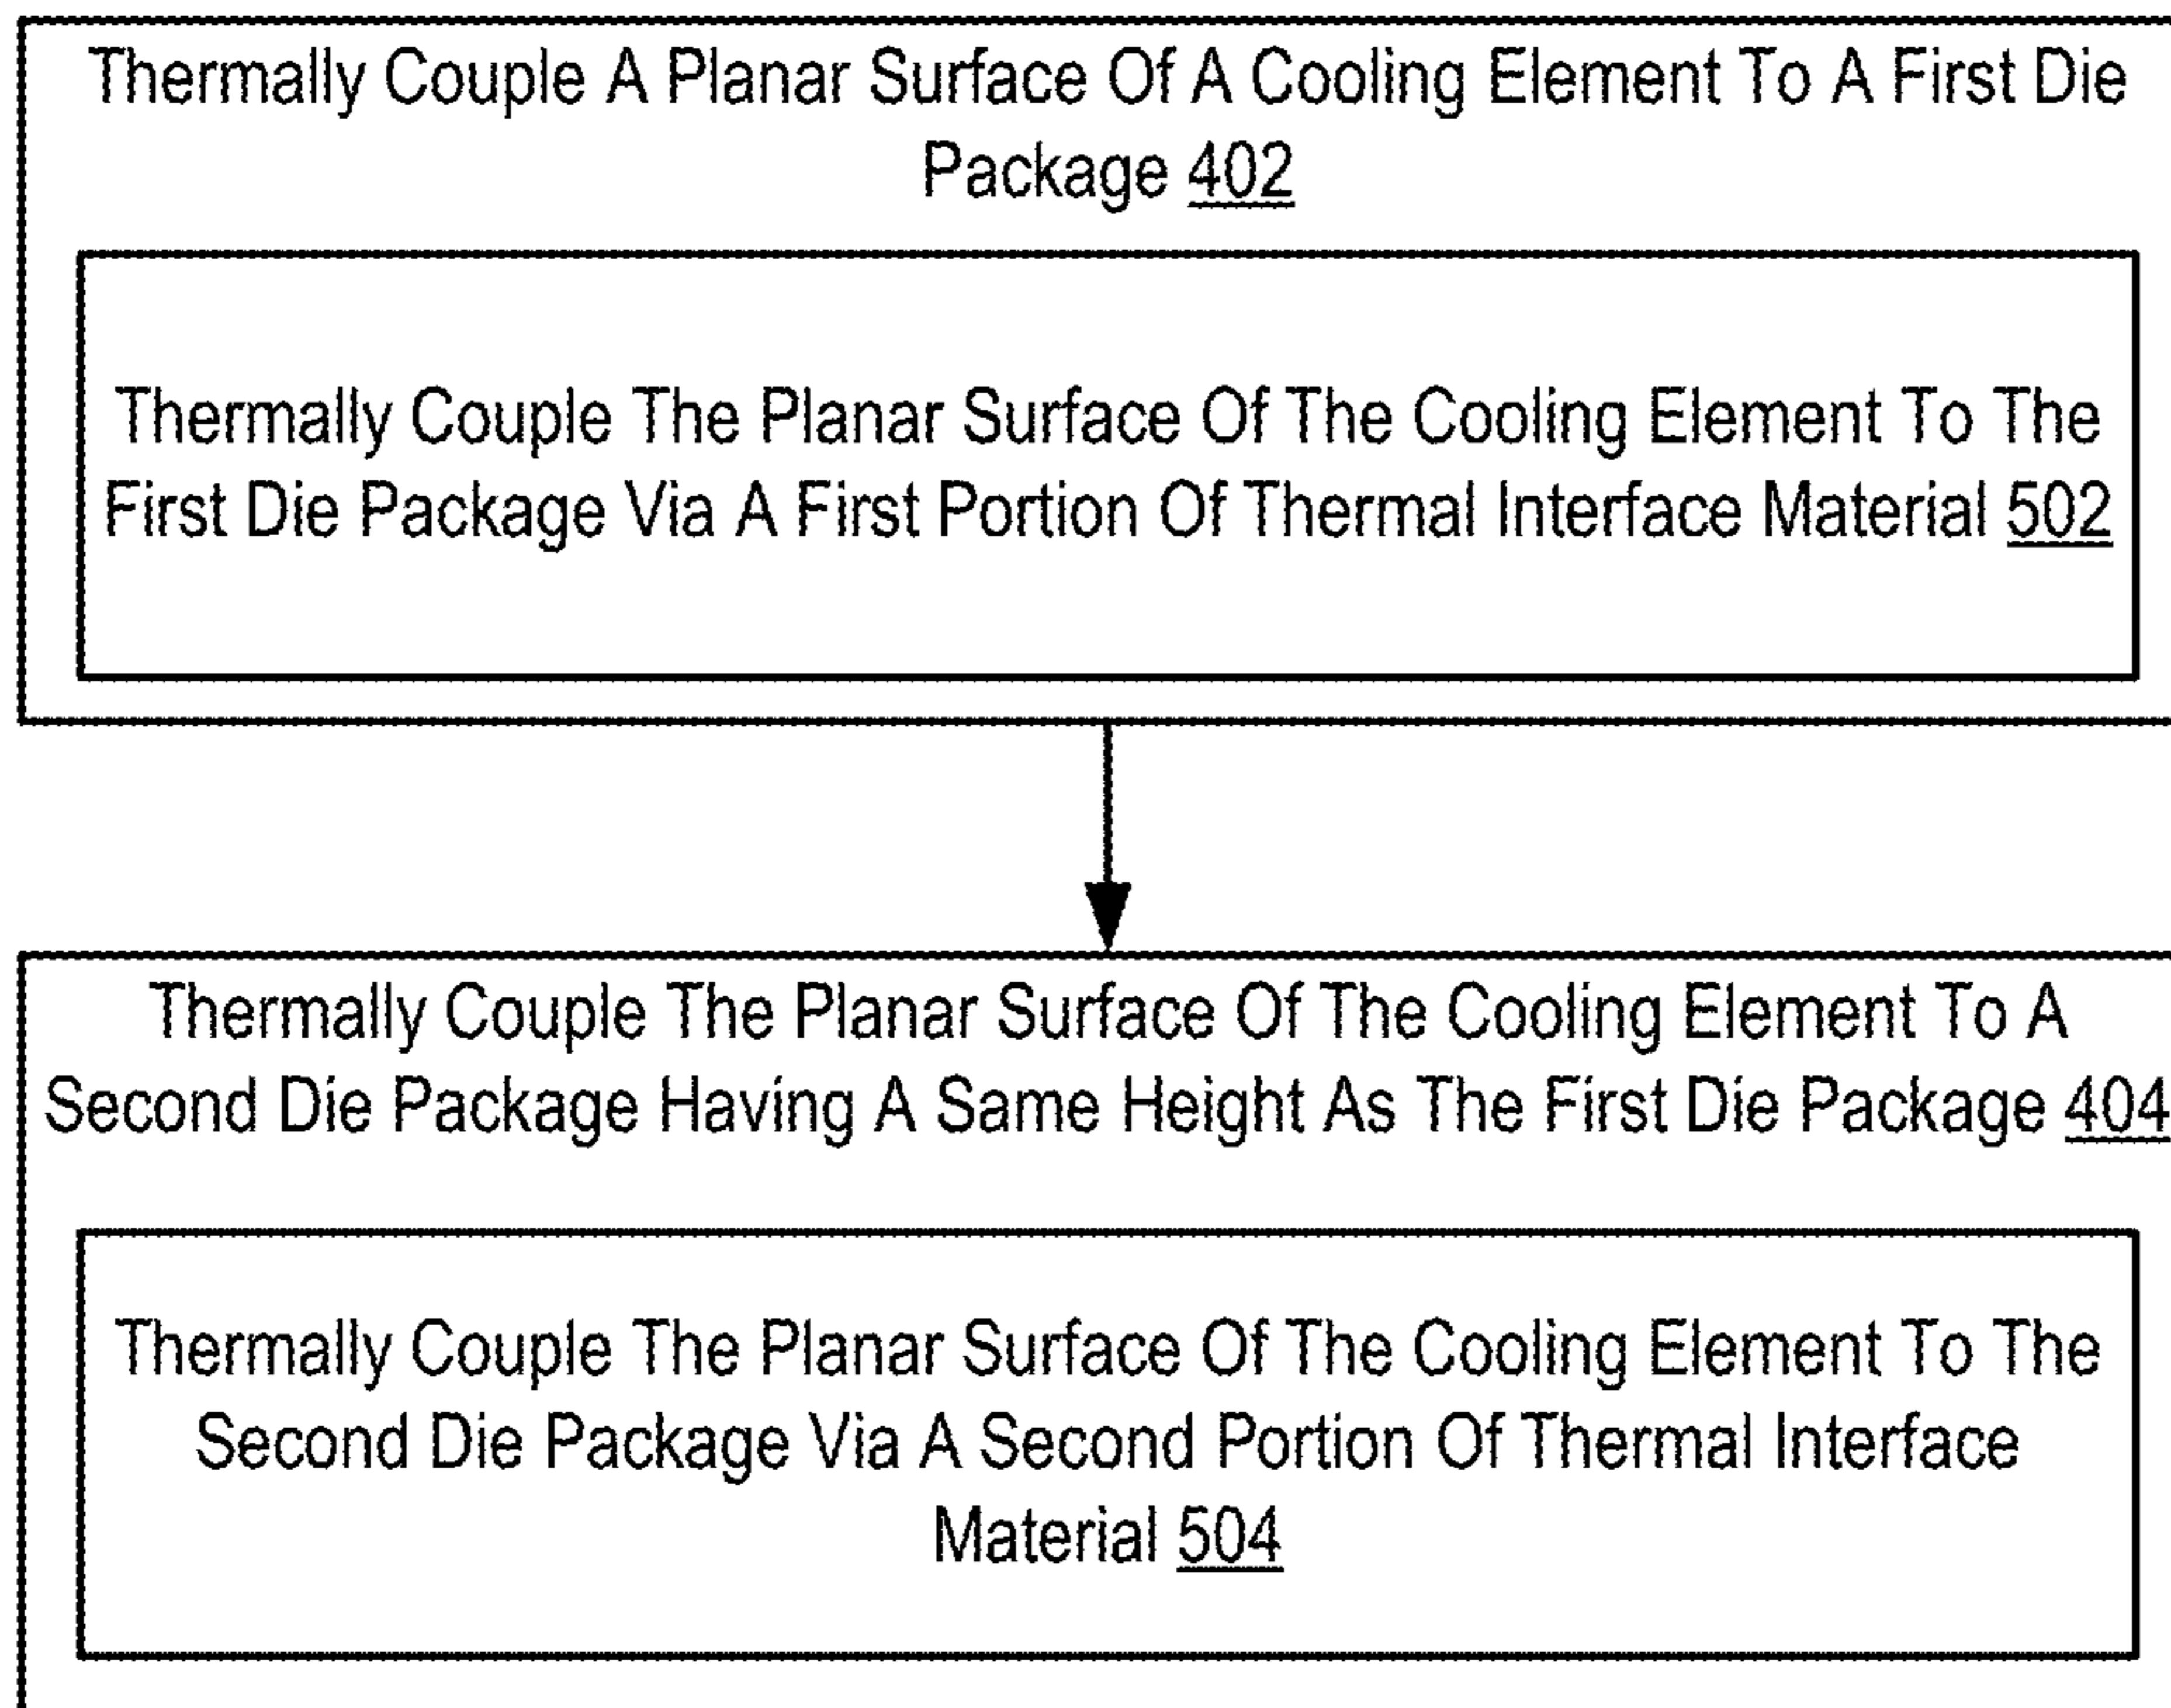 Thermally Couple A Planar Surface Of A Cooling Element To A First Die
Package 402
Thermally Couple The Planar Surface Of The Cooling Element To The
First Die Package Via A First Portion Of Thermal Interface Material 502
Thermally Couple The Planar Surface Of The Cooling Element To A
Second Die Package Having A Same Height As The First Die Package 404
Thermally Couple The Planar Surface Of The Cooling Element To The
Second Die Package Via A Second Portion Of Thermal Interface
Material 504